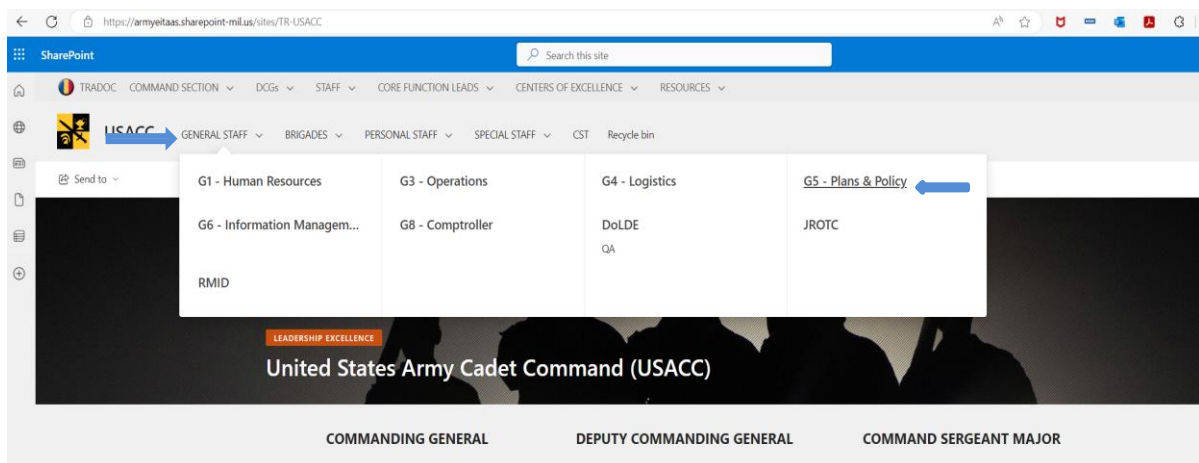 https://armyeitaas.sharepoint-mil.us/sites/TR-USACC
SharePoint
Search this site
TRADOC COMMAND SECTION DCGs STAFF CORE FUNCTION LEADS CENTERS OF EXCELLENCE RESOURCES
USACC GENERAL STAFF BRIGADES PERSONAL STAFF SPECIAL STAFF CST Recycle bin
Send to
G1 - Human Resources G3 - Operations G4 - Logistics G5 - Plans & Policy
G6 - Information Managem... G8 - Comptroller DoLDE JROTC
QA
RMID
LEADERSHIP EXCELLENCE
United States Army Cadet Command (USACC)
COMMANDING GENERAL DEPUTY COMMANDING GENERAL COMMAND SERGEANT MAJOR